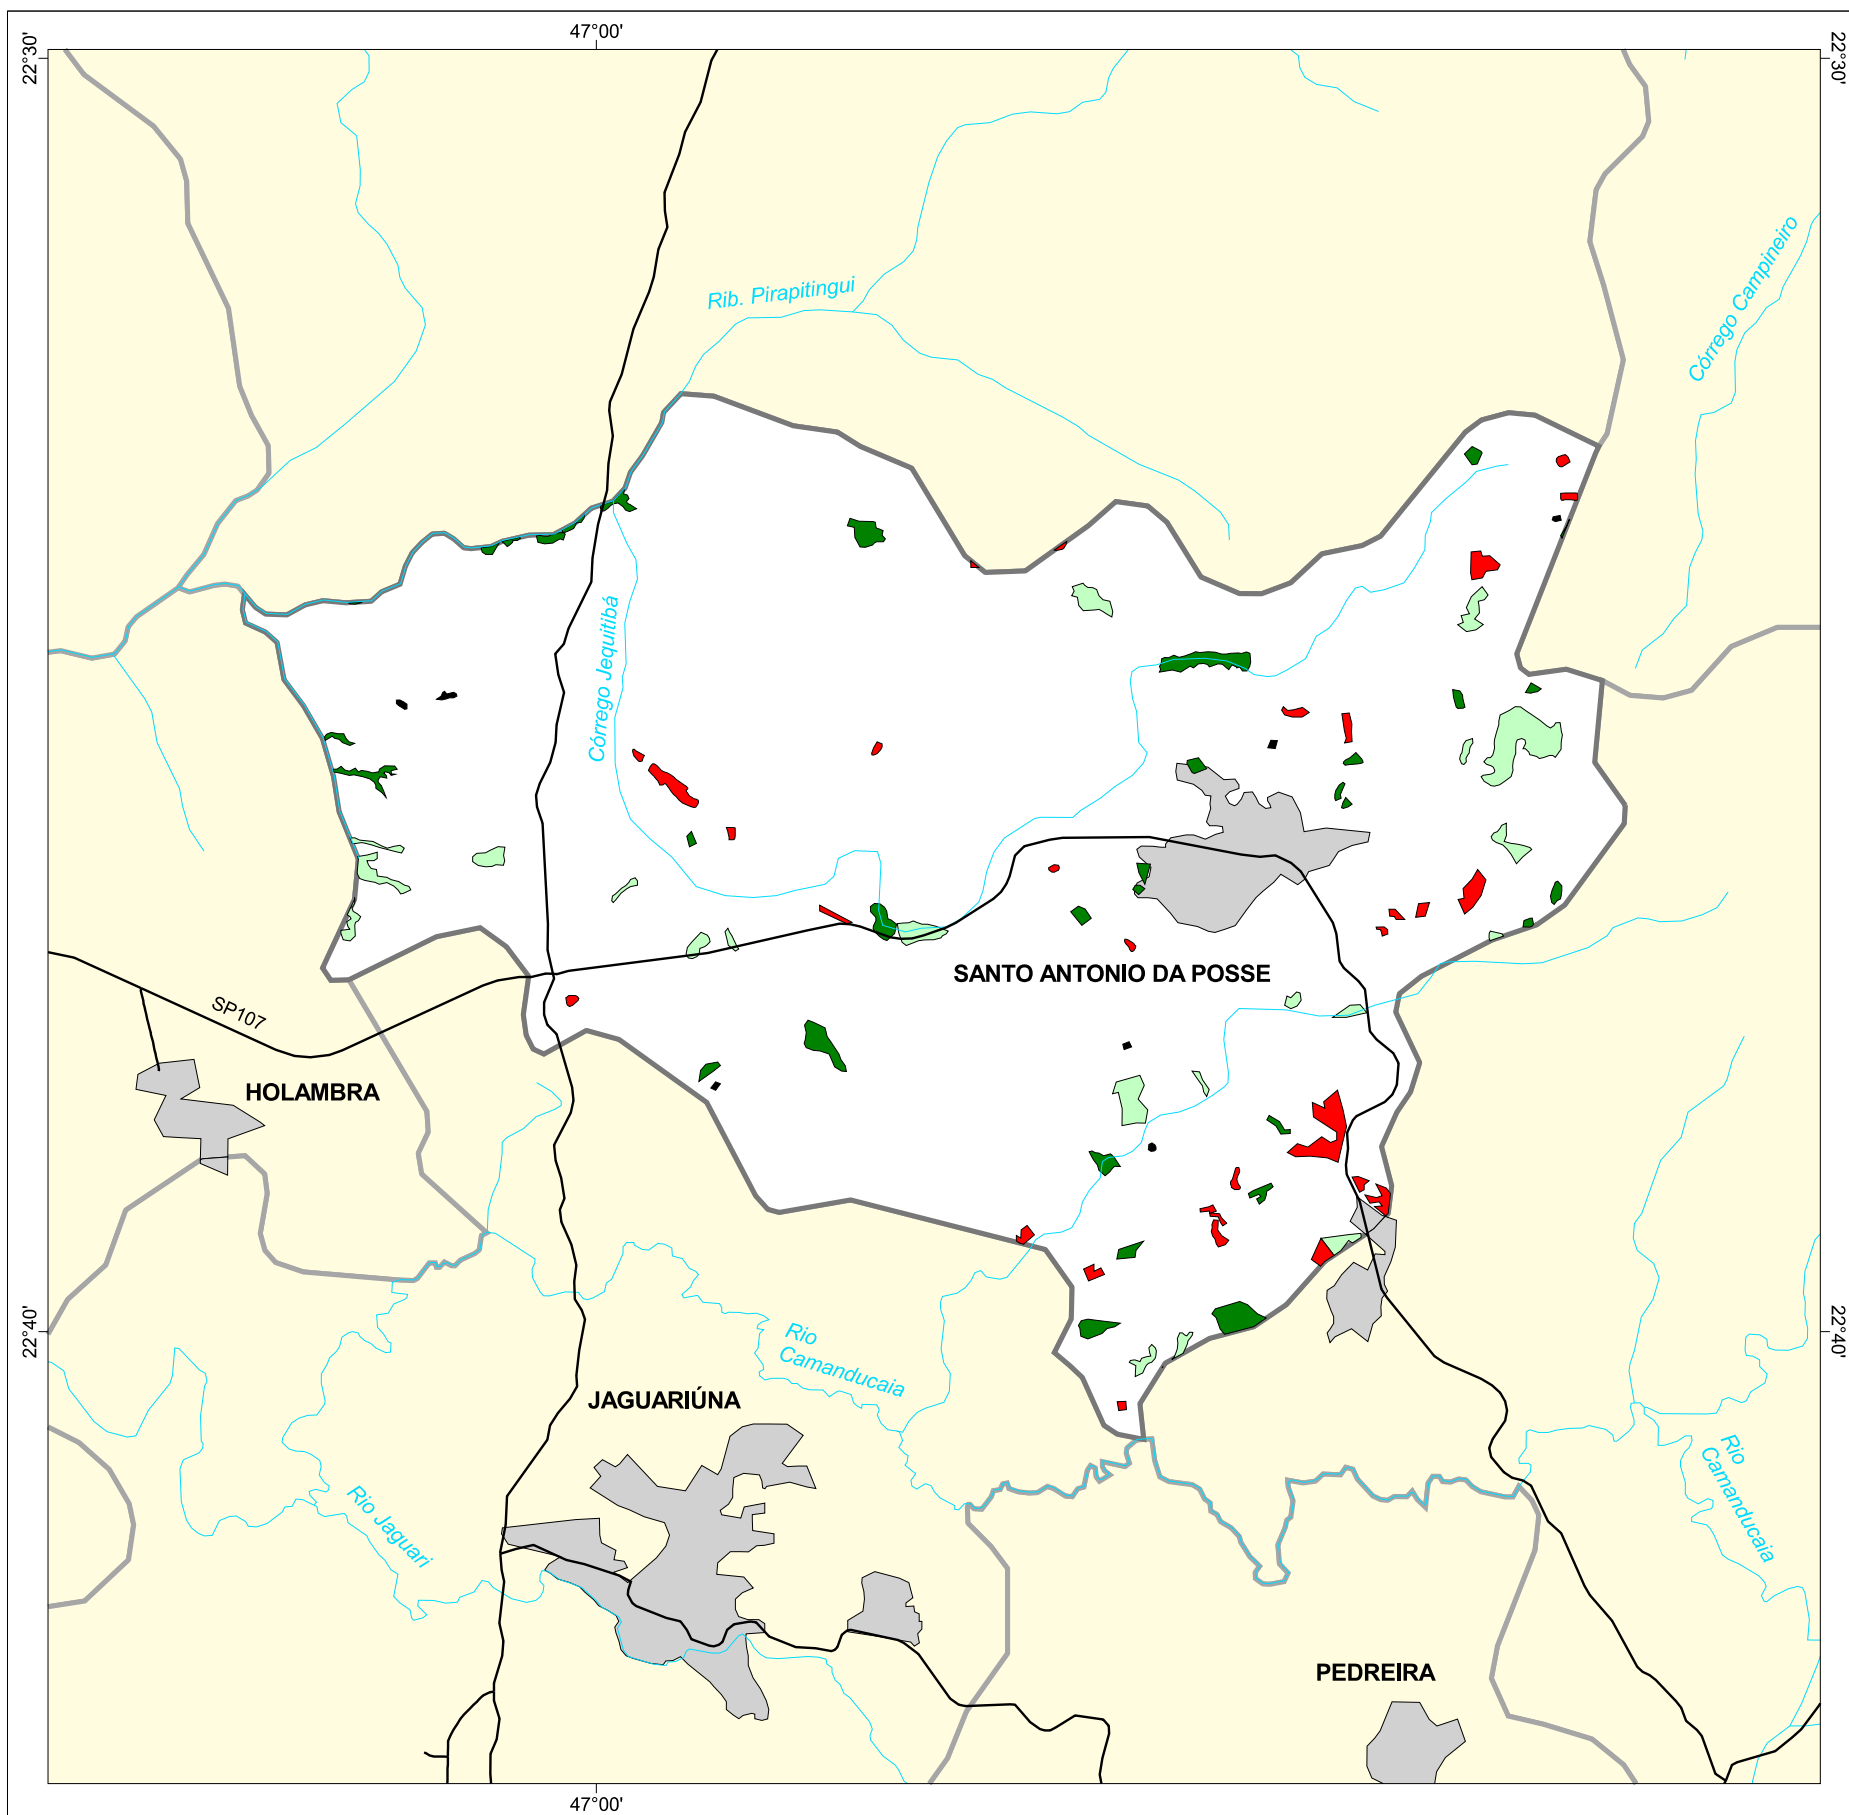 47°00'
22°30'
22°30'
Rib. Pirapitingui
Córrego Campineiro
Córrego Jequitibá
SANTO ANTONIO DA POSSE
SP107
HOLAMBRA
Rio
Camanducaia
22°40'
22°40'
JAGUARIÚNA
Rio
Camanducaia
Rio Jaguari
PEDREIRA
47°00'